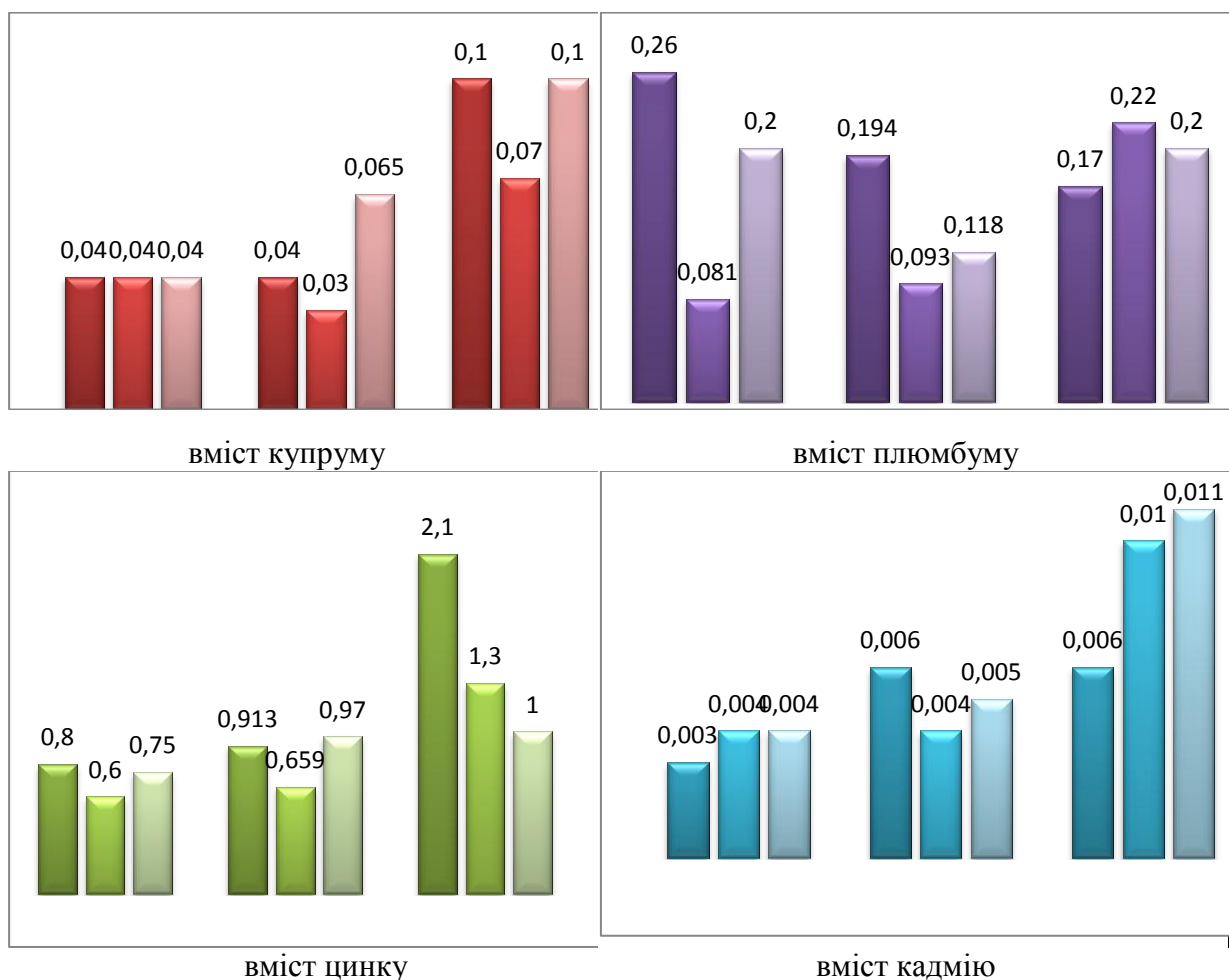 0,04 0,04 0,04 0,04 0,03 0,065 0,1 0,07 0,1
вміст купруму
0,26 0,081 0,2 0,194 0,093 0,118 0,17 0,22 0,2
вміст плюмбуму
0,8 0,6 0,75 0,913 0,659 0,97 2,1 1,3 1
вміст цинку
0,003 0,004 0,004 0,006 0,004 0,005 0,006 0,01 0,011
вміст кадмію